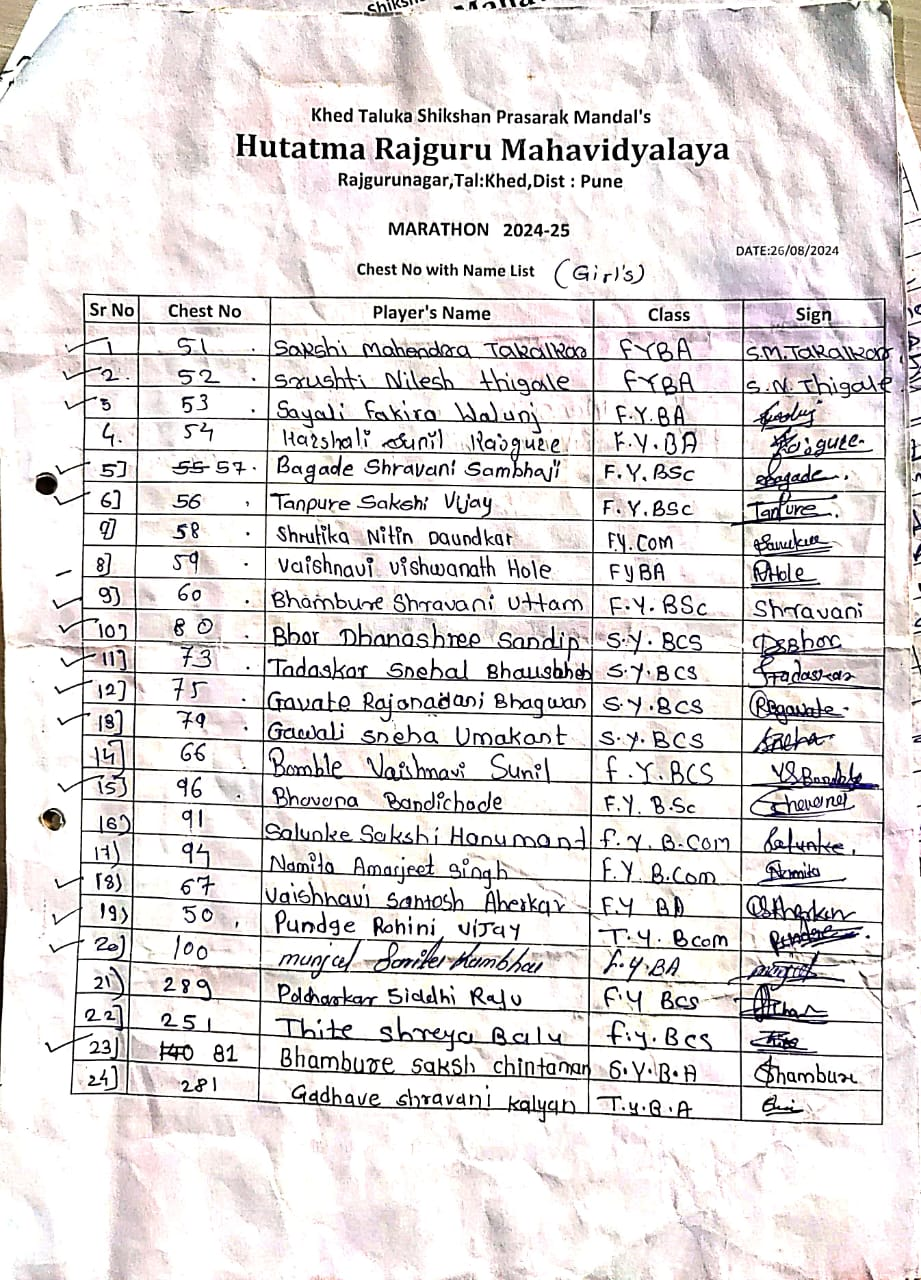 Khed Taluka Shikshan Prasarak Mandal's
Hutatma Rajguru Mahavidyalaya
Rajgurunagar,Tal:Khed,Dist : Pune
MARATHON 2024-25
DATE:26/08/2024
Chest No with Name List (Girl's)
Sr No Chest No Player's Name Class Sign
1 51 Sakshi Mahendra Takalkar FYBA S.M.Takalkar
2. 52 Srushti Nilesh thigale FYBA S.N.Thigale
3 53 Sayali Fakira Walunj F.Y.BA
4. 54 Harshali Sunil Rajgure F.Y.BA Rajgure.
5] 55 57. Bagade Shravani Sambhaji F.Y.BSc Bagade.
6] 56 Tanpure Sakshi Vijay F.Y.BSc Tanpure.
58 Shrutika Nitin Daundkar F.Y.COM
8] 59 Vaishnavi Vishwanath Hole FYBA Hole
9] 60 Bhambure Shravani Uttam F.Y.BSc Shravani
10] 80 Bhor Dhanashree Sandip S.Y.BCS DSBhor
11] 73 Tadaskar Snehal Bhausaheb S.Y.BCS Tadaskar
12] 75 Gavate Rajonadani Bhagwan S.Y.BCS RBgavate.
13] 79 Gawali Sneha Umakant S.Y.BCS Sneha.
14] 66 Bomble Vaishnavi Sunil f.Y.BCS VSBomble
15] 96 Bhavana Bandichode F.Y.B.Sc
16) 91 Salunke Sakshi Hanumant f.Y.B.Com Salunke.
17) 94 Namita Amarjeet Singh F.Y B.Com Namita
18) 67 Vaishnavi Santosh Aherkar F.Y BA
19) 50 Pundge Rohini VIJAY T.Y.Bcom
20] 100 f.Y.BA
21) 289 Siddhi Raju F.Y BCS
22] 251 Thite Shreya Balu f.y.BCS
23] 140 81 Bhambure saksh chintaman S.Y.B.A Bhambure
24] 281 Gadhave shravani kalyan T.Y.B.A